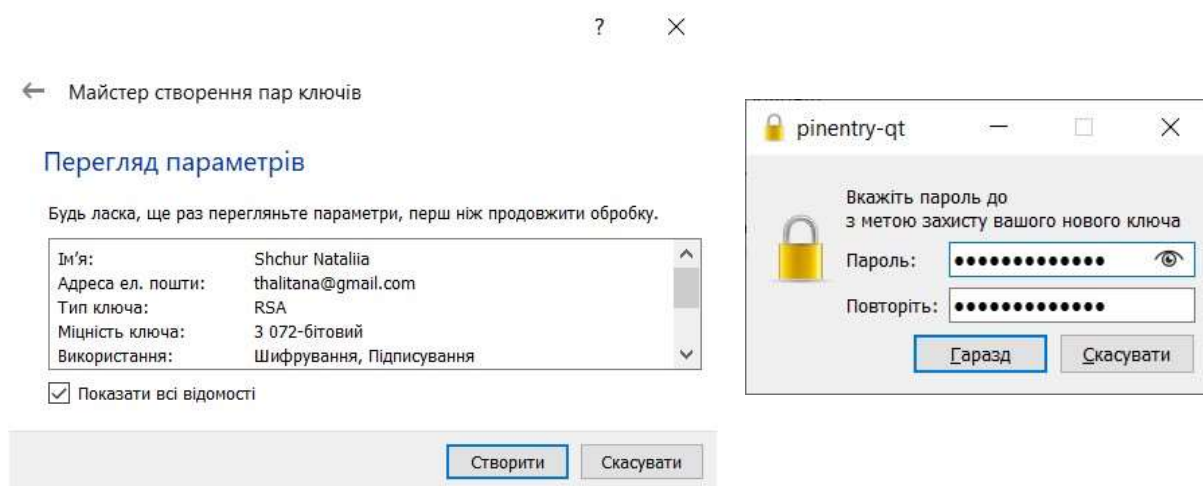 ?
Майстер створення пар ключів
Перегляд параметрів
Будь ласка, ще раз перегляньте параметри, перш ніж продовжити обробку.
Ім’я: Shchur Nataliia
Адреса ел. пошти: thalitana@gmail.com
Тип ключа: RSA
Міцність ключа: 3 072-бітовий
Використання: Шифрування, Підписування
Показати всі відомості
Створити Скасувати
pinentry-qt
Вкажіть пароль до
з метою захисту вашого нового ключа
Пароль: ●●●●●●●●●●●●●
Повторіть: ●●●●●●●●●●●●●
Гаразд Скасувати